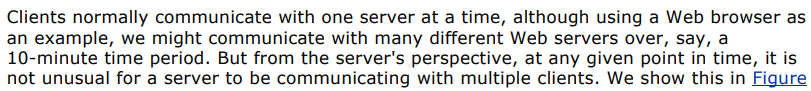 Clients normally communicate with one server at a time, although using a Web browser as
an example, we might communicate with many different Web servers over, say, a
10-minute time period. But from the server's perspective, at any given point in time, it is
not unusual for a server to be communicating with multiple clients. We show this in Figure